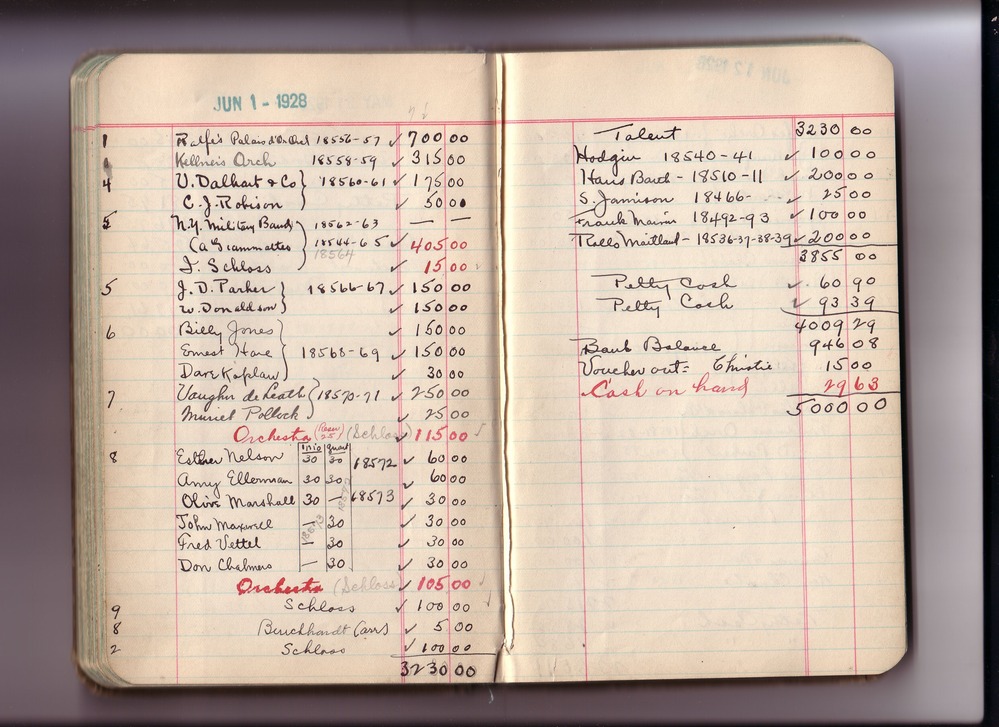 JUN 1 - 1928
1 Rolfe's Palais d'Or Orch 18556-57 ✓ 700 00
Kellner's Orch 18558-59 ✓ 315 00
4 V. Dalhart & Co } 18560-61 ✓ 175 00
C. J. Robison ✓ 50 00
5 N.Y. Military Band 18562-63 — —
(a Giammatteo 18564-65 ✓ 405 00
18564
J. Schloss ✓ 15 00
5 J. D. Parker } 18566-67 ✓ 150 00
W. Donaldson ✓ 150 00
6 Billy Jones ✓ 150 00
Ernest Hare } 18568-69 ✓ 150 00
Dave Kaplan ✓ 30 00
7 Vaughn de Leath 18570-71 ✓ 250 00
Muriel Pollock ✓ 25 00
Orchestra (Schloss) ✓ 115 00
trio quart
8 Esther Nelson 30 30 18572 ✓ 60 00
Amy Ellerman 30 30 60 00
Olive Marshall 30 — 18573 ✓ 30 00
John Maxwell — 30 ✓ 30 00
Fred Vettel — 30 ✓ 30 00
Don Chalmers — 30 ✓ 30 00
Orchestra (Schloss) ✓ 105 00
9 Schloss ✓ 100 00
8 Burckhardt (arr) ✓ 5 00
2 Schloss ✓ 100 00
3230 00
JUN 12 1928
Talent 3230 00
Hodgin 18540-41 ✓ 100 00
Hans Barth - 18510-11 ✓ 200 00
S. Jamison 18466- ✓ 25 00
Frank 18492-93 ✓ 100 00
Rollo Maitland - 18536-37-38-39 ✓ 200 00
3855 00
Petty Cash ✓ 60 90
Petty Cash ✓ 93 39
4009 29
Bank Balance 946 08
Voucher out - Christie 15 00
Cash on hand 29 63
5000 00